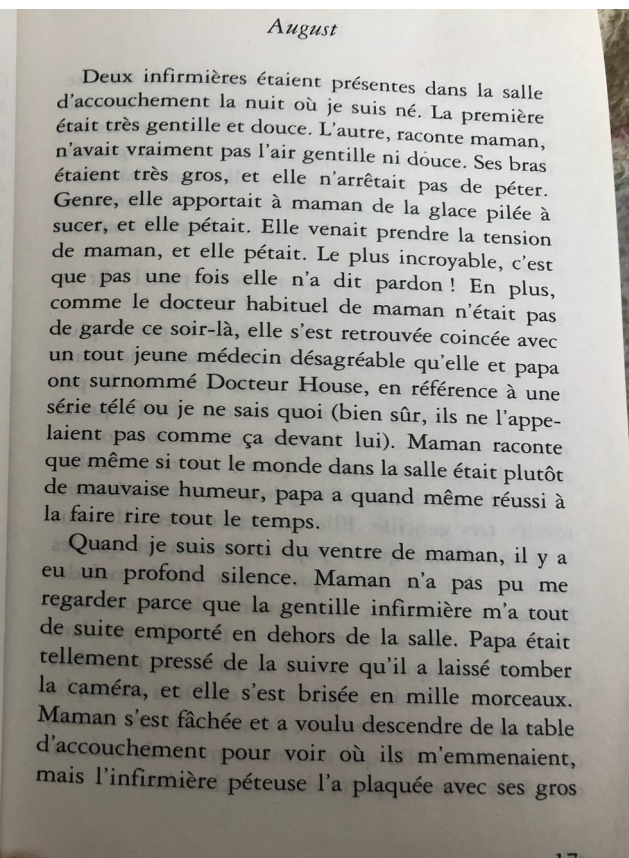 August
Deux infirmières étaient présentes dans la salle
d'accouchement la nuit où je suis né. La première
était très gentille et douce. L'autre, raconte maman,
n'avait vraiment pas l'air gentille ni douce. Ses bras
étaient très gros, et elle n'arrêtait pas de péter.
Genre, elle apportait à maman de la glace pilée à
sucer, et elle pétait. Elle venait prendre la tension
de maman, et elle pétait. Le plus incroyable, c'est
que pas une fois elle n'a dit pardon ! En plus,
comme le docteur habituel de maman n'était pas
de garde ce soir-là, elle s'est retrouvée coincée avec
un tout jeune médecin désagréable qu'elle et papa
ont surnommé Docteur House, en référence à une
série télé ou je ne sais quoi (bien sûr, ils ne l'appe-
laient pas comme ça devant lui). Maman raconte
que même si tout le monde dans la salle était plutôt
de mauvaise humeur, papa a quand même réussi à
la faire rire tout le temps.
Quand je suis sorti du ventre de maman, il y a
eu un profond silence. Maman n'a pas pu me
regarder parce que la gentille infirmière m'a tout
de suite emporté en dehors de la salle. Papa était
tellement pressé de la suivre qu'il a laissé tomber
la caméra, et elle s'est brisée en mille morceaux.
Maman s'est fâchée et a voulu descendre de la table
d'accouchement pour voir où ils m'emmenaient,
mais l'infirmière péteuse l'a plaquée avec ses gros
17